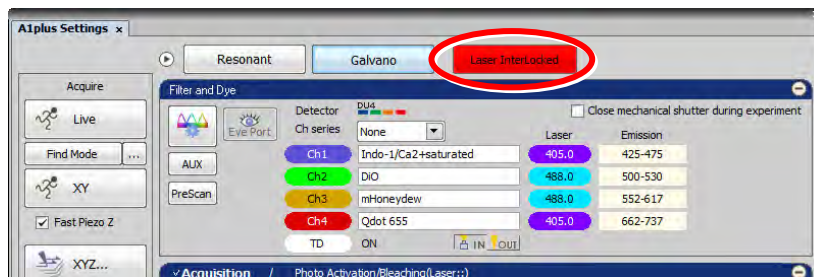 A1plus Settings x
Resonant Galvano Laser InterLocked
Acquire
Live
Find Mode ...
XY
Fast Piezo Z
XYZ...
Filter and Dye
Eye Port
AUX
PreScan
Detector DU4
Close mechanical shutter during experiment
Ch series None Laser Emission
Ch1 Indo-1/Ca2+saturated 405.0 425-475
Ch2 DiO 488.0 500-530
Ch3 mHoneydew 488.0 552-617
Ch4 Qdot 655 405.0 662-737
TD ON IN OUT
Acquisition / Photo Activation/Bleaching(Laser:;)